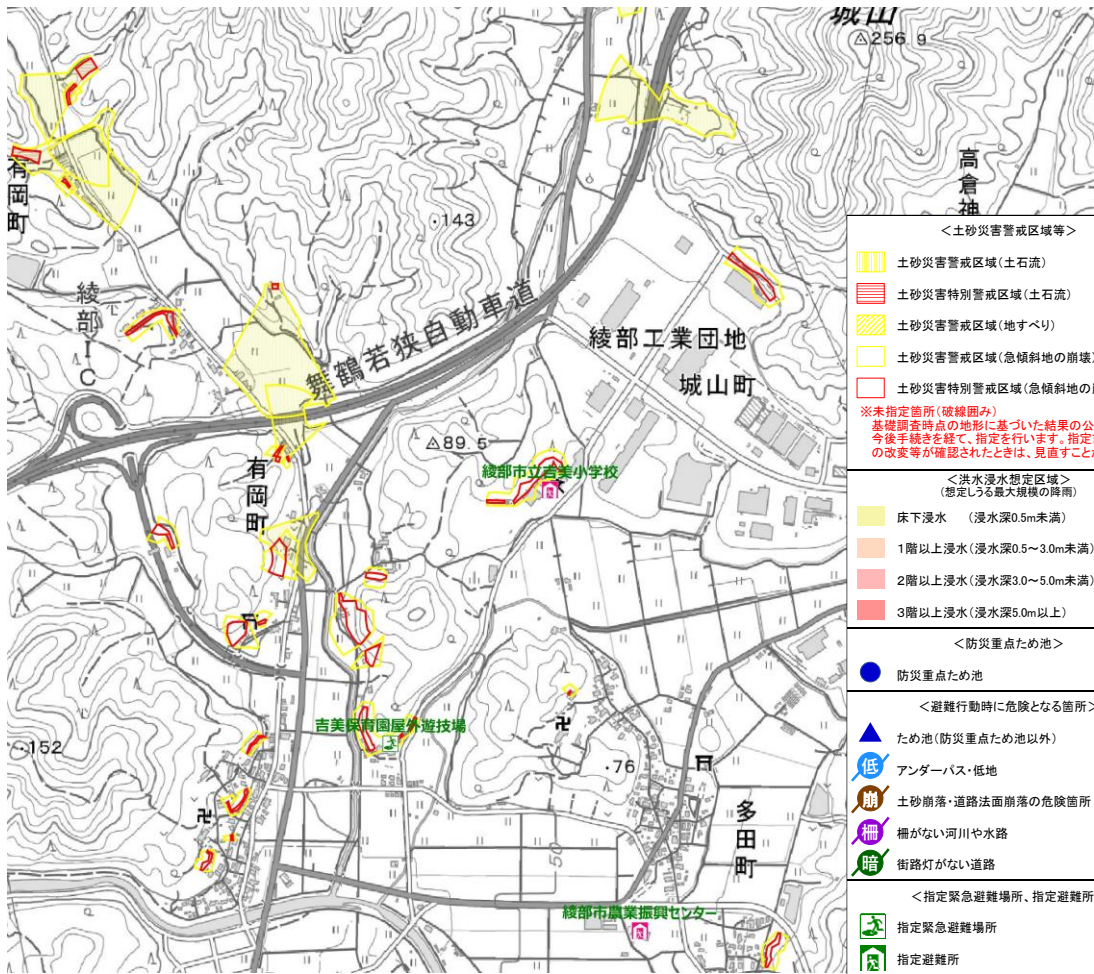 城山
256.9
有岡町
高倉神
・143
綾部IC
舞鶴若狭自動車道
綾部工業団地
城山町
89.5
綾部市立吉美小学校
有岡町
吉美保育園屋外遊技場
152
・76
多田町
50
綾部市農業振興センター
＜土砂災害警戒区域等＞
土砂災害警戒区域(土石流)
土砂災害特別警戒区域(土石流)
土砂災害警戒区域(地すべり)
土砂災害警戒区域(急傾斜地の崩壊)
土砂災害特別警戒区域(急傾斜地の
※未指定箇所(破線囲み)
基礎調査時点の地形に基づいた結果の公
今後手続きを経て、指定を行います。指定
の改変等が確認されたときは、見直すこと
＜洪水浸水想定区域＞
(想定しうる最大規模の降雨)
床下浸水　(浸水深0.5m未満)
1階以上浸水(浸水深0.5～3.0m未満)
2階以上浸水(浸水深3.0～5.0m未満)
3階以上浸水(浸水深5.0m以上)
＜防災重点ため池＞
防災重点ため池
＜避難行動時に危険となる箇所＞
ため池(防災重点ため池以外)
低 アンダーパス・低地
崩 土砂崩落・道路法面崩落の危険箇所
柵 柵がない河川や水路
暗 街路灯がない道路
＜指定緊急避難場所、指定避難所
指定緊急避難場所
指定避難所